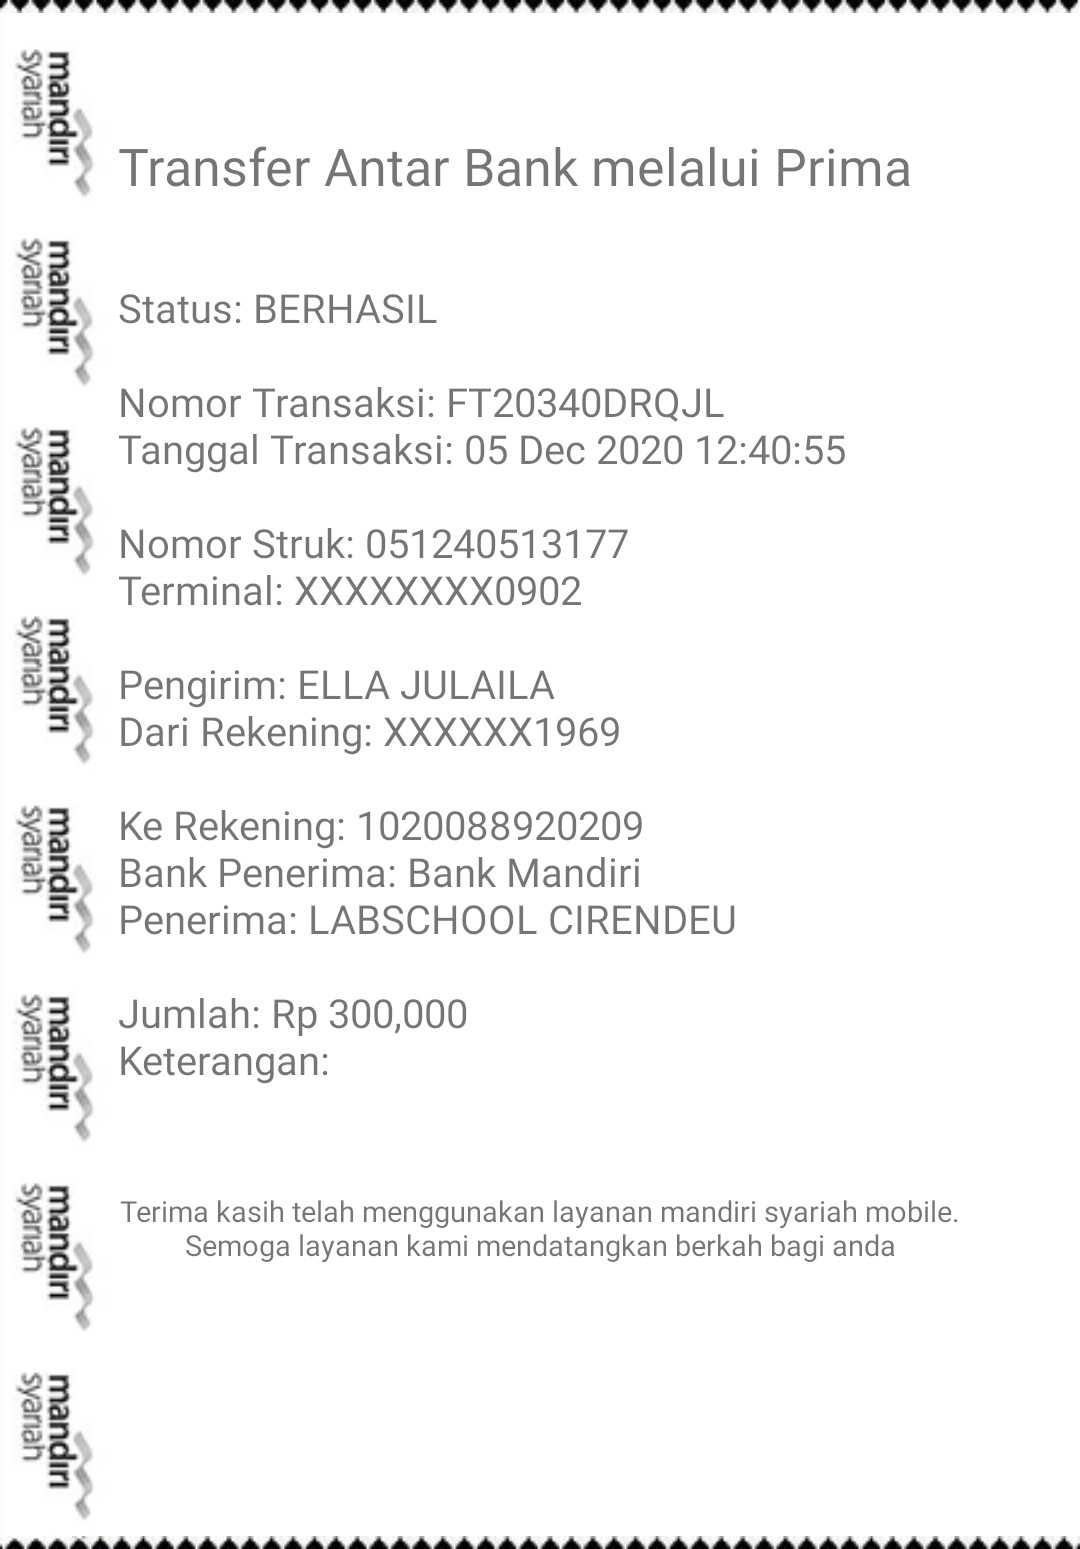 mandiri
syariah
Transfer Antar Bank melalui Prima
mandiri
syariah
Status: BERHASIL
Nomor Transaksi: FT20340DRQJL
Tanggal Transaksi: 05 Dec 2020 12:40:55
mandiri
syariah
Nomor Struk: 051240513177
Terminal: XXXXXXXX0902
mandiri
syariah
Pengirim: ELLA JULAILA
Dari Rekening: XXXXXX1969
mandiri
syariah
Ke Rekening: 1020088920209
Bank Penerima: Bank Mandiri
Penerima: LABSCHOOL CIRENDEU
mandiri
syariah
Jumlah: Rp 300,000
Keterangan:
mandiri
syariah
Terima kasih telah menggunakan layanan mandiri syariah mobile.
Semoga layanan kami mendatangkan berkah bagi anda
mandiri
syariah